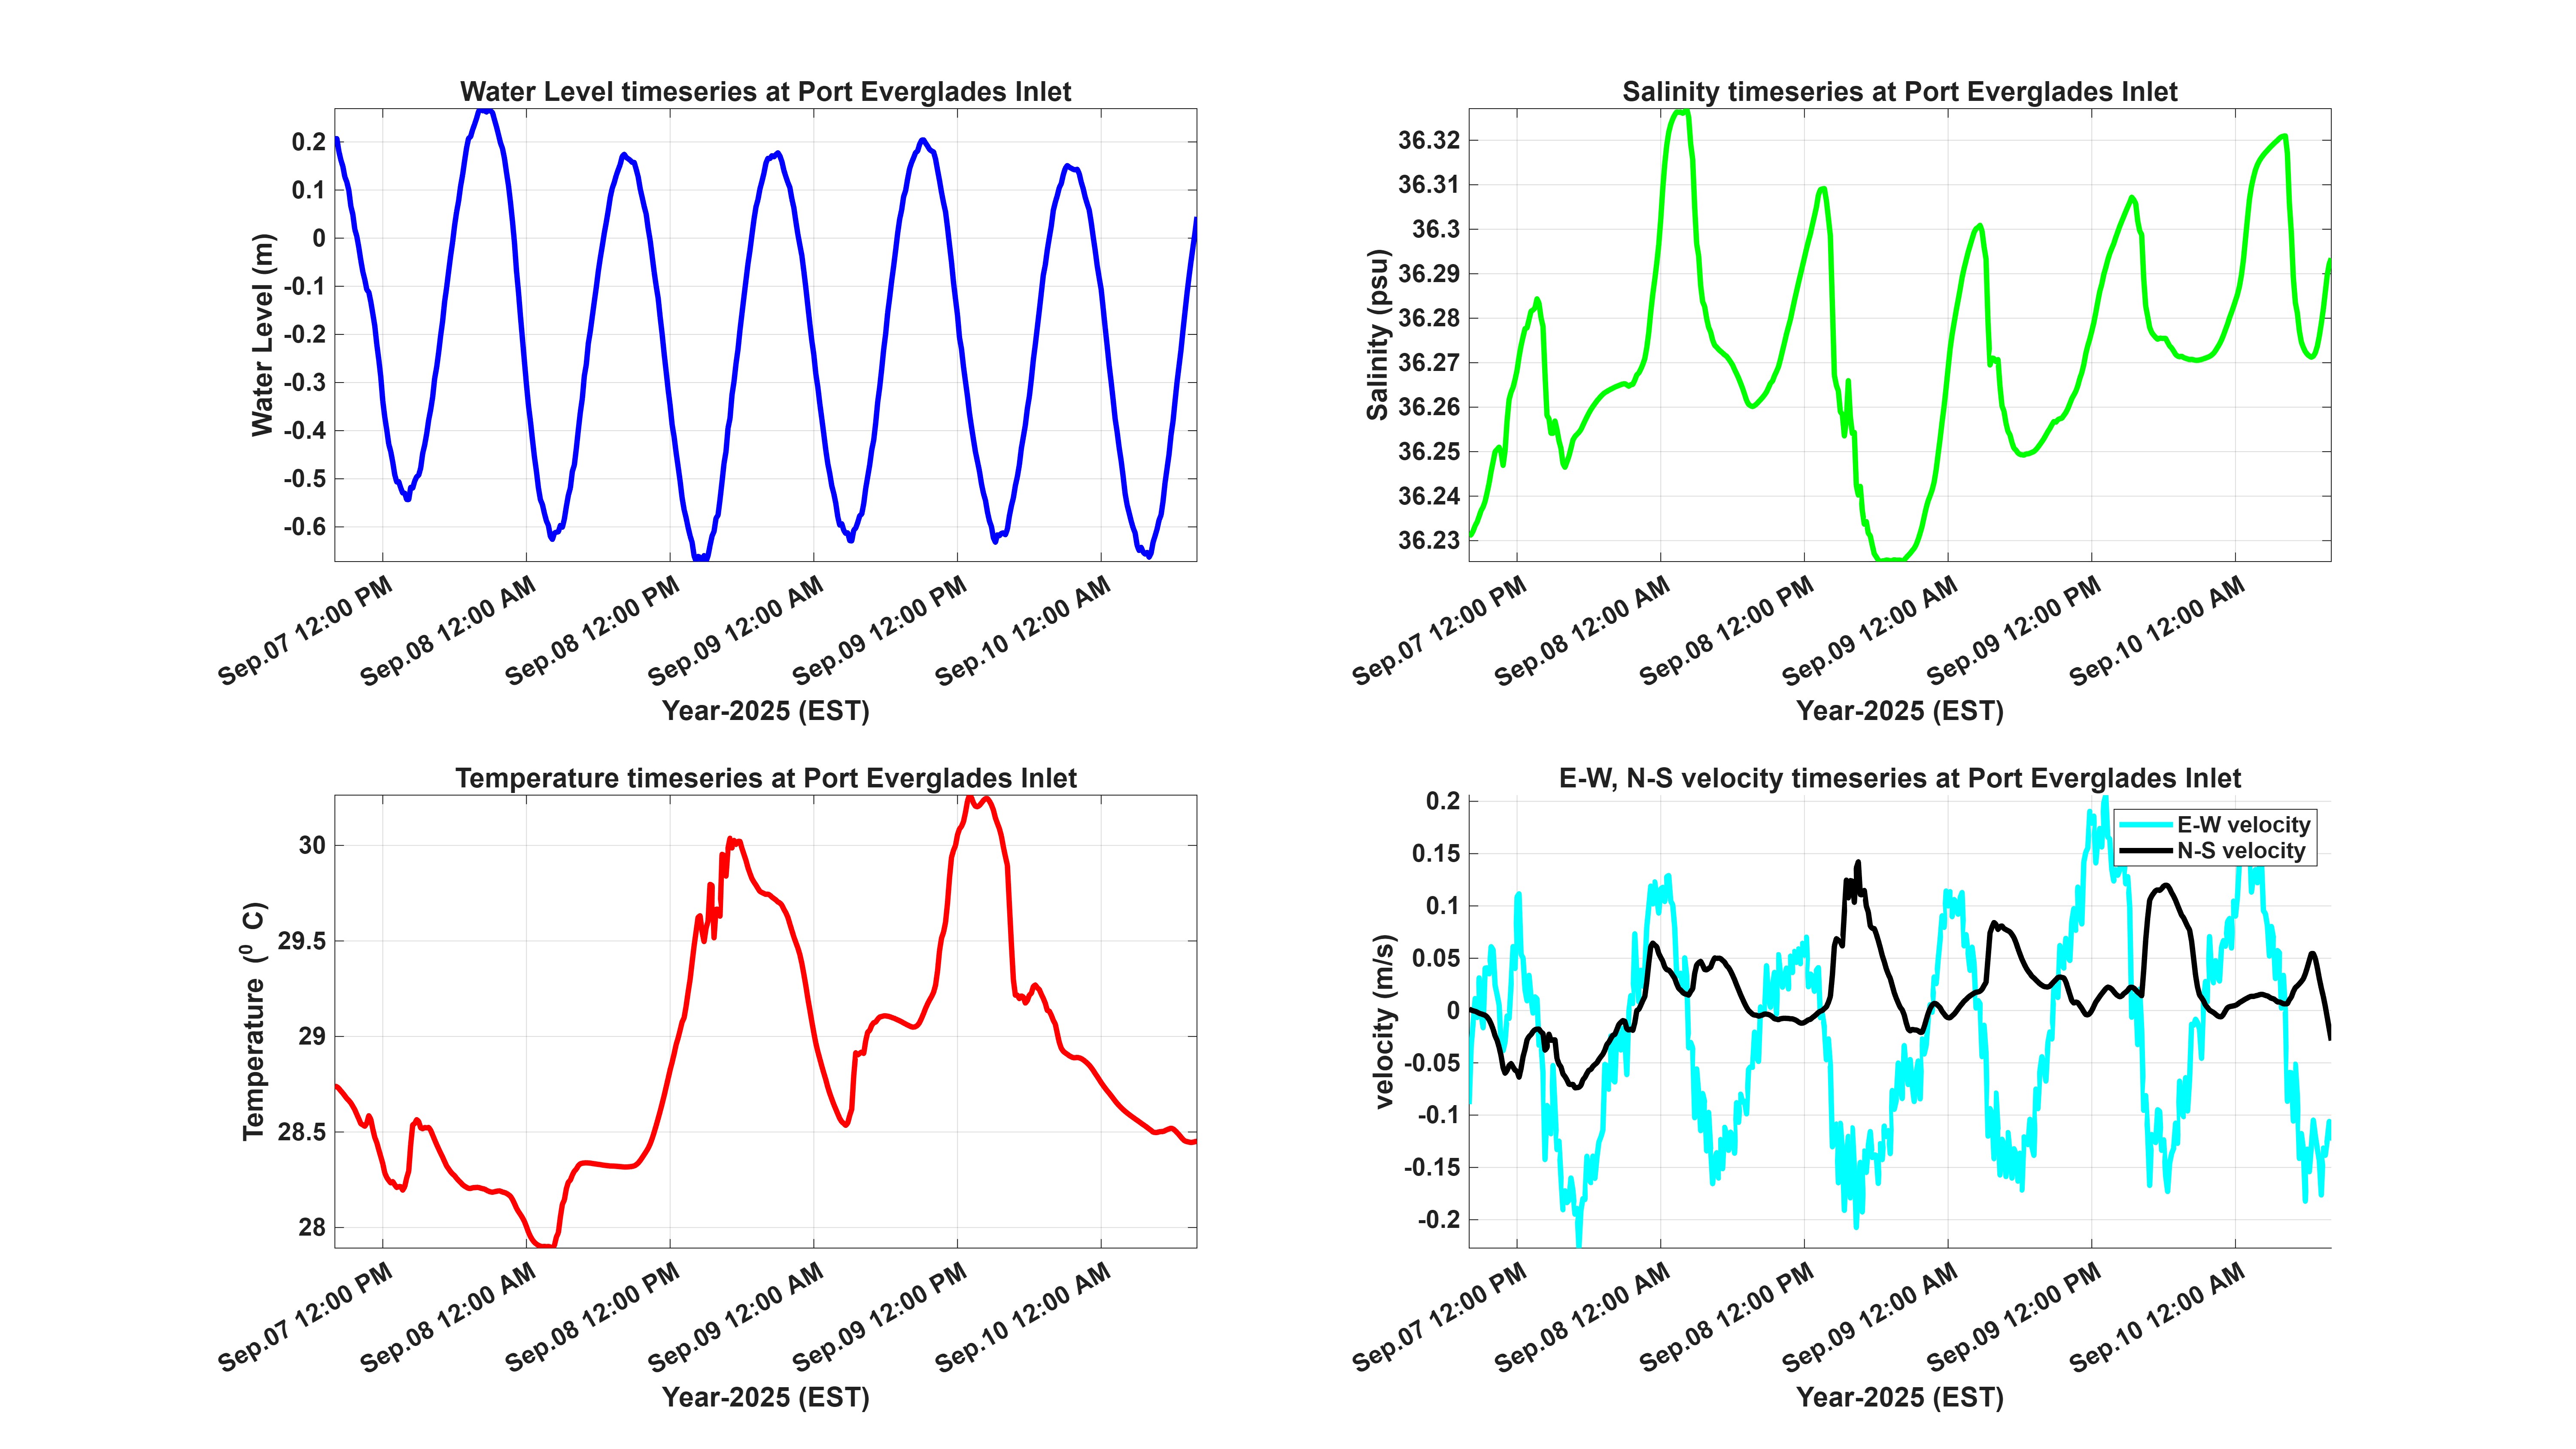 Water Level timeseries at Port Everglades Inlet
Water Level (m)
0.2
0.1
0
-0.1
-0.2
-0.3
-0.4
-0.5
-0.6
Sep.07 12:00 PM
Sep.08 12:00 AM
Sep.08 12:00 PM
Sep.09 12:00 AM
Sep.09 12:00 PM
Sep.10 12:00 AM
Year-2025 (EST)
Salinity timeseries at Port Everglades Inlet
Salinity (psu)
36.32
36.31
36.3
36.29
36.28
36.27
36.26
36.25
36.24
36.23
Sep.07 12:00 PM
Sep.08 12:00 AM
Sep.08 12:00 PM
Sep.09 12:00 AM
Sep.09 12:00 PM
Sep.10 12:00 AM
Year-2025 (EST)
Temperature timeseries at Port Everglades Inlet
Temperature (⁰ C)
30
29.5
29
28.5
28
Sep.07 12:00 PM
Sep.08 12:00 AM
Sep.08 12:00 PM
Sep.09 12:00 AM
Sep.09 12:00 PM
Sep.10 12:00 AM
Year-2025 (EST)
E-W, N-S velocity timeseries at Port Everglades Inlet
velocity (m/s)
0.2
0.15
0.1
0.05
0
-0.05
-0.1
-0.15
-0.2
E-W velocity
N-S velocity
Sep.07 12:00 PM
Sep.08 12:00 AM
Sep.08 12:00 PM
Sep.09 12:00 AM
Sep.09 12:00 PM
Sep.10 12:00 AM
Year-2025 (EST)